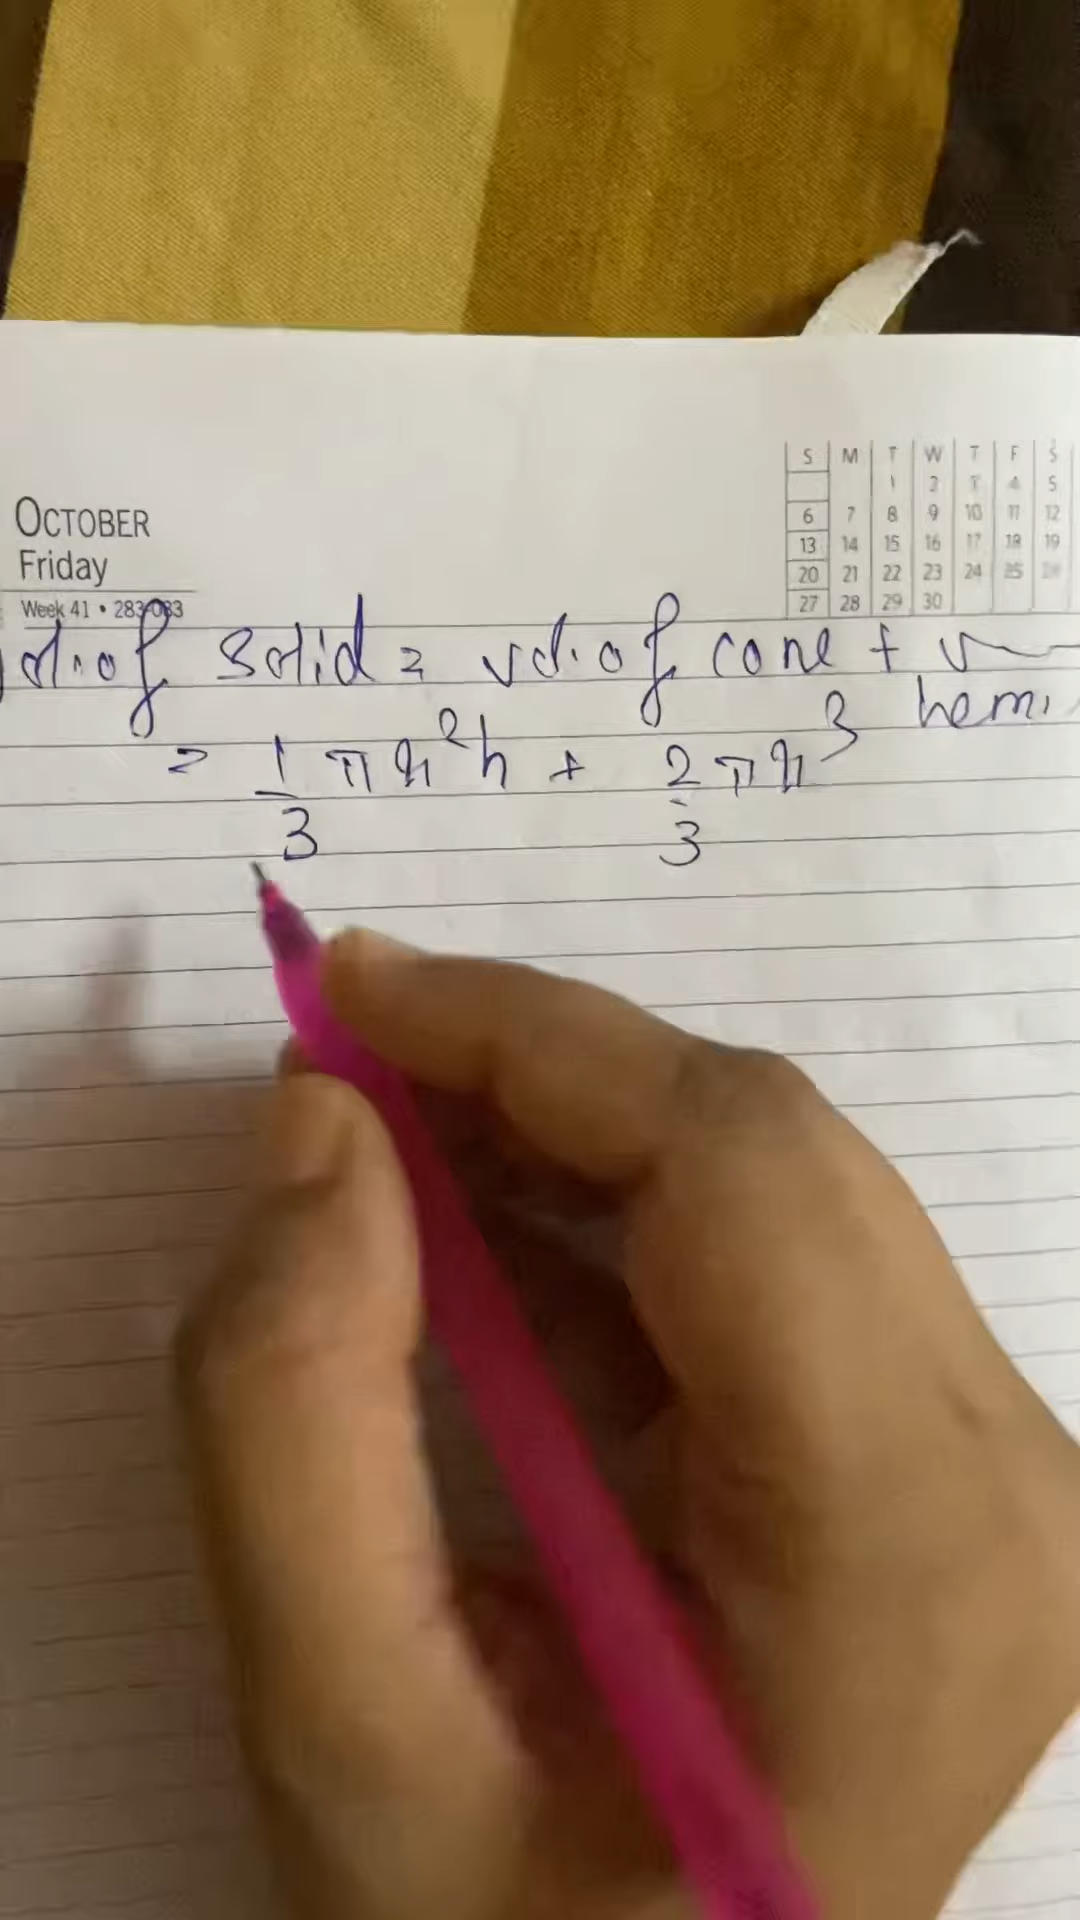 OCTOBER
Friday
Week 41 • 283-083
S M T W T F S
1 2 3 4 5
6 7 8 9 10 11 12
13 14 15 16 17 18 19
20 21 22 23 24 25 26
27 28 29 30
of solid = vol. of cone + v
hemi
= 1/3 πr²h + 2/3 πr³